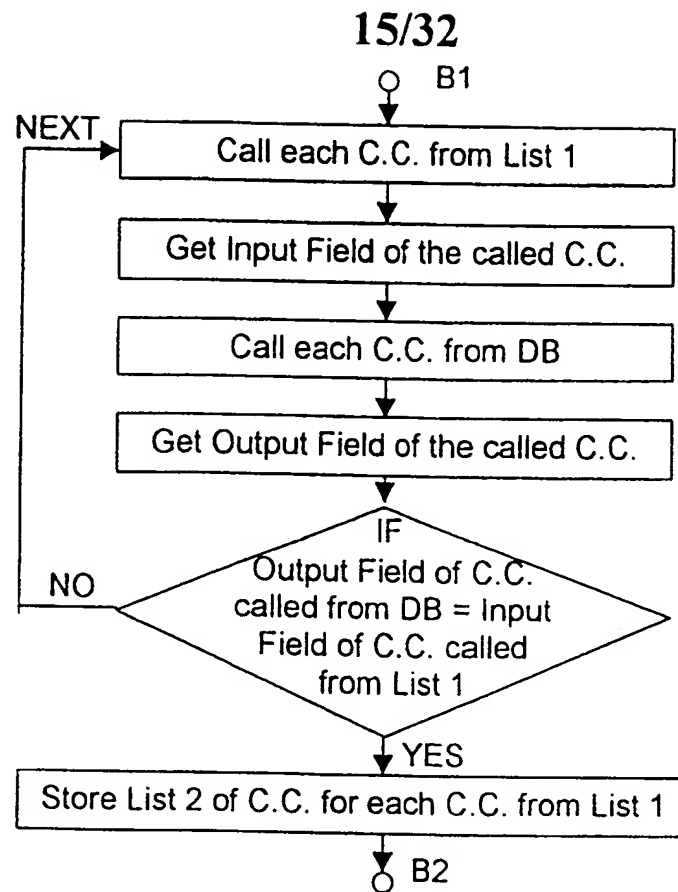 15/32
B1
NEXT
Call each C.C. from List 1
Get Input Field of the called C.C.
Call each C.C. from DB
Get Output Field of the called C.C.
IF
Output Field of C.C.
called from DB = Input
Field of C.C. called
from List 1
NO
YES
Store List 2 of C.C. for each C.C. from List 1
B2